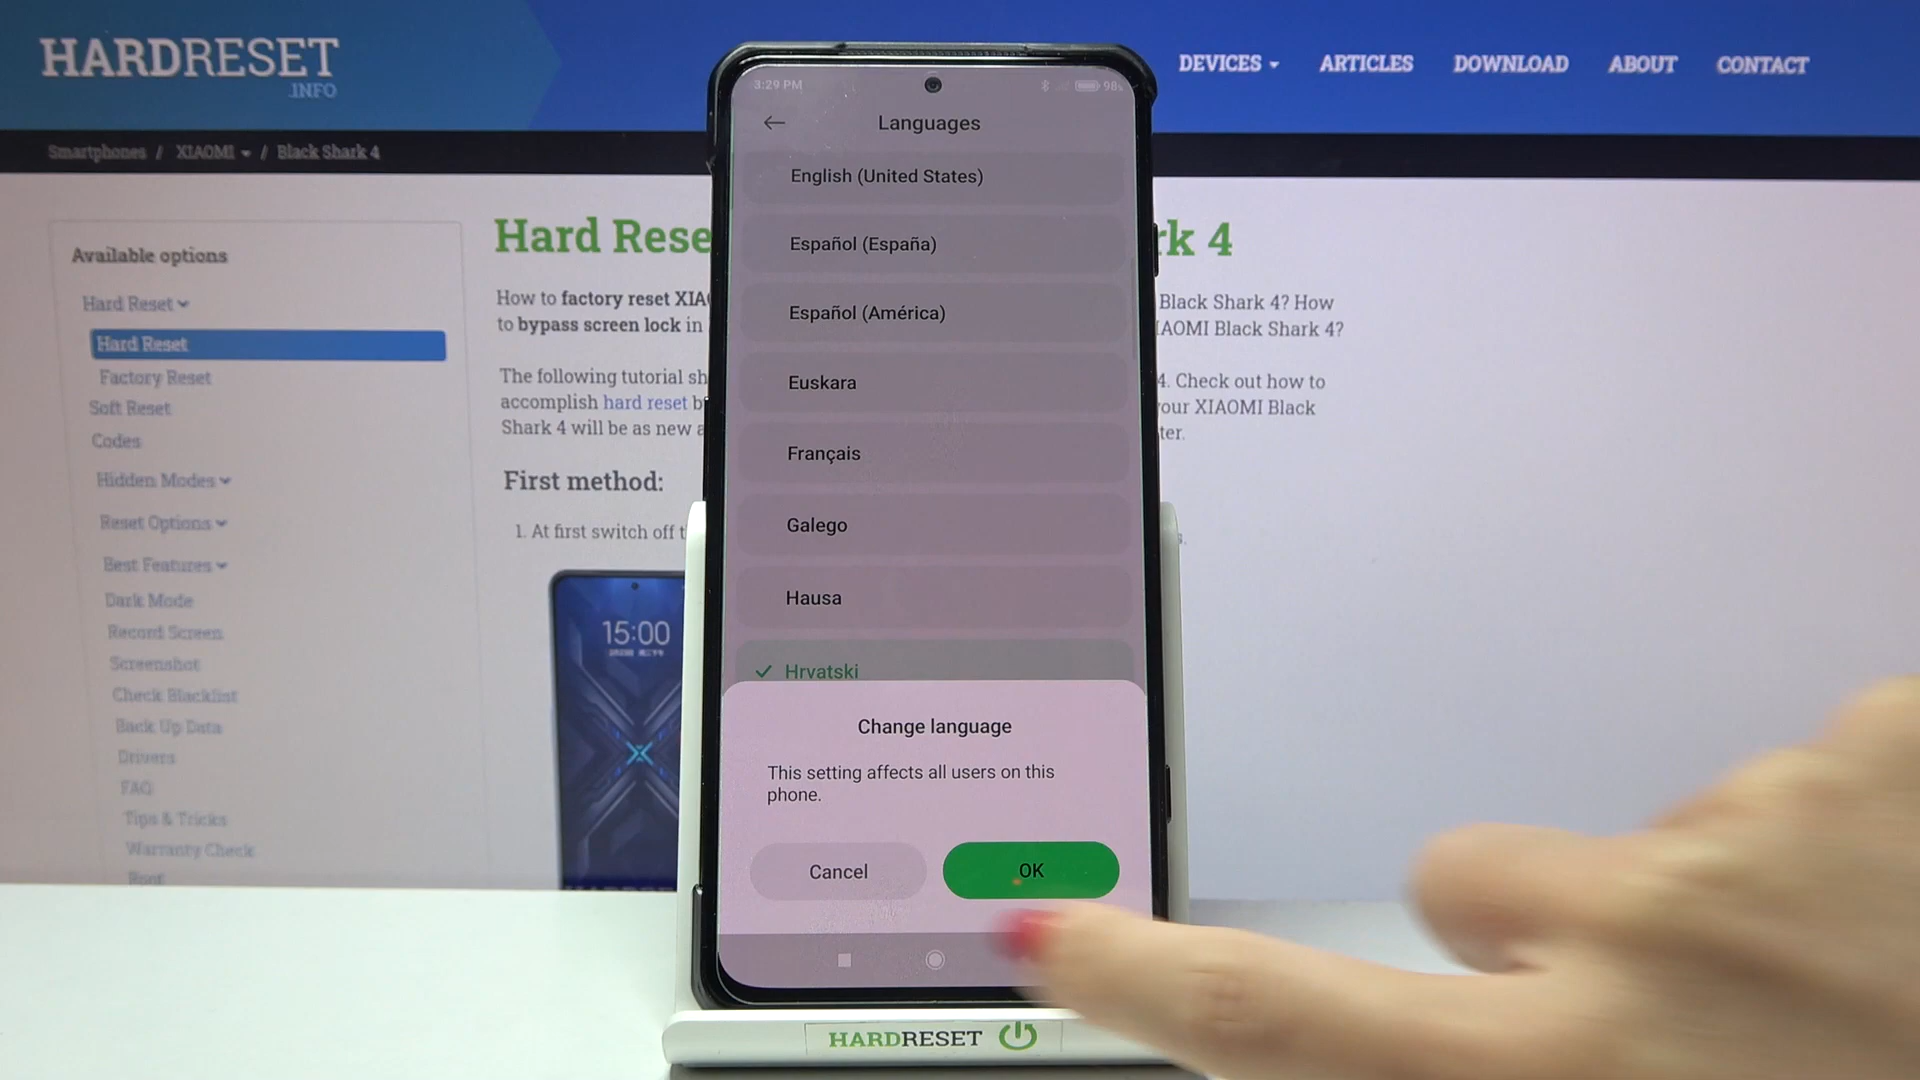 HARDRESET
.INFO
DEVICES
ARTICLES
DOWNLOAD
ABOUT
CONTACT
Smartphones / XIAOMI / Black Shark 4
Available options
Hard Reset
Hard Reset
Factory Reset
Soft Reset
Codes
Hidden Modes
Reset Options
Best Features
Dark Mode
Record Screen
Screenshot
Check Blacklist
Back Up Data
Drivers
FAQ
Tips & Tricks
Warranty Check
Root
Hard Rese
rk 4
How to factory reset XIA
Black Shark 4? How
to bypass screen lock in
IAOMI Black Shark 4?
The following tutorial sh
4. Check out how to
accomplish hard reset b
your XIAOMI Black
Shark 4 will be as new a
ter.
First method:
1. At first switch off t
s.
15:00
3:29 PM
98
Languages
English (United States)
Español (España)
Español (América)
Euskara
Français
Galego
Hausa
Hrvatski
Change language
This setting affects all users on this
phone.
Cancel
OK
HARDRESET